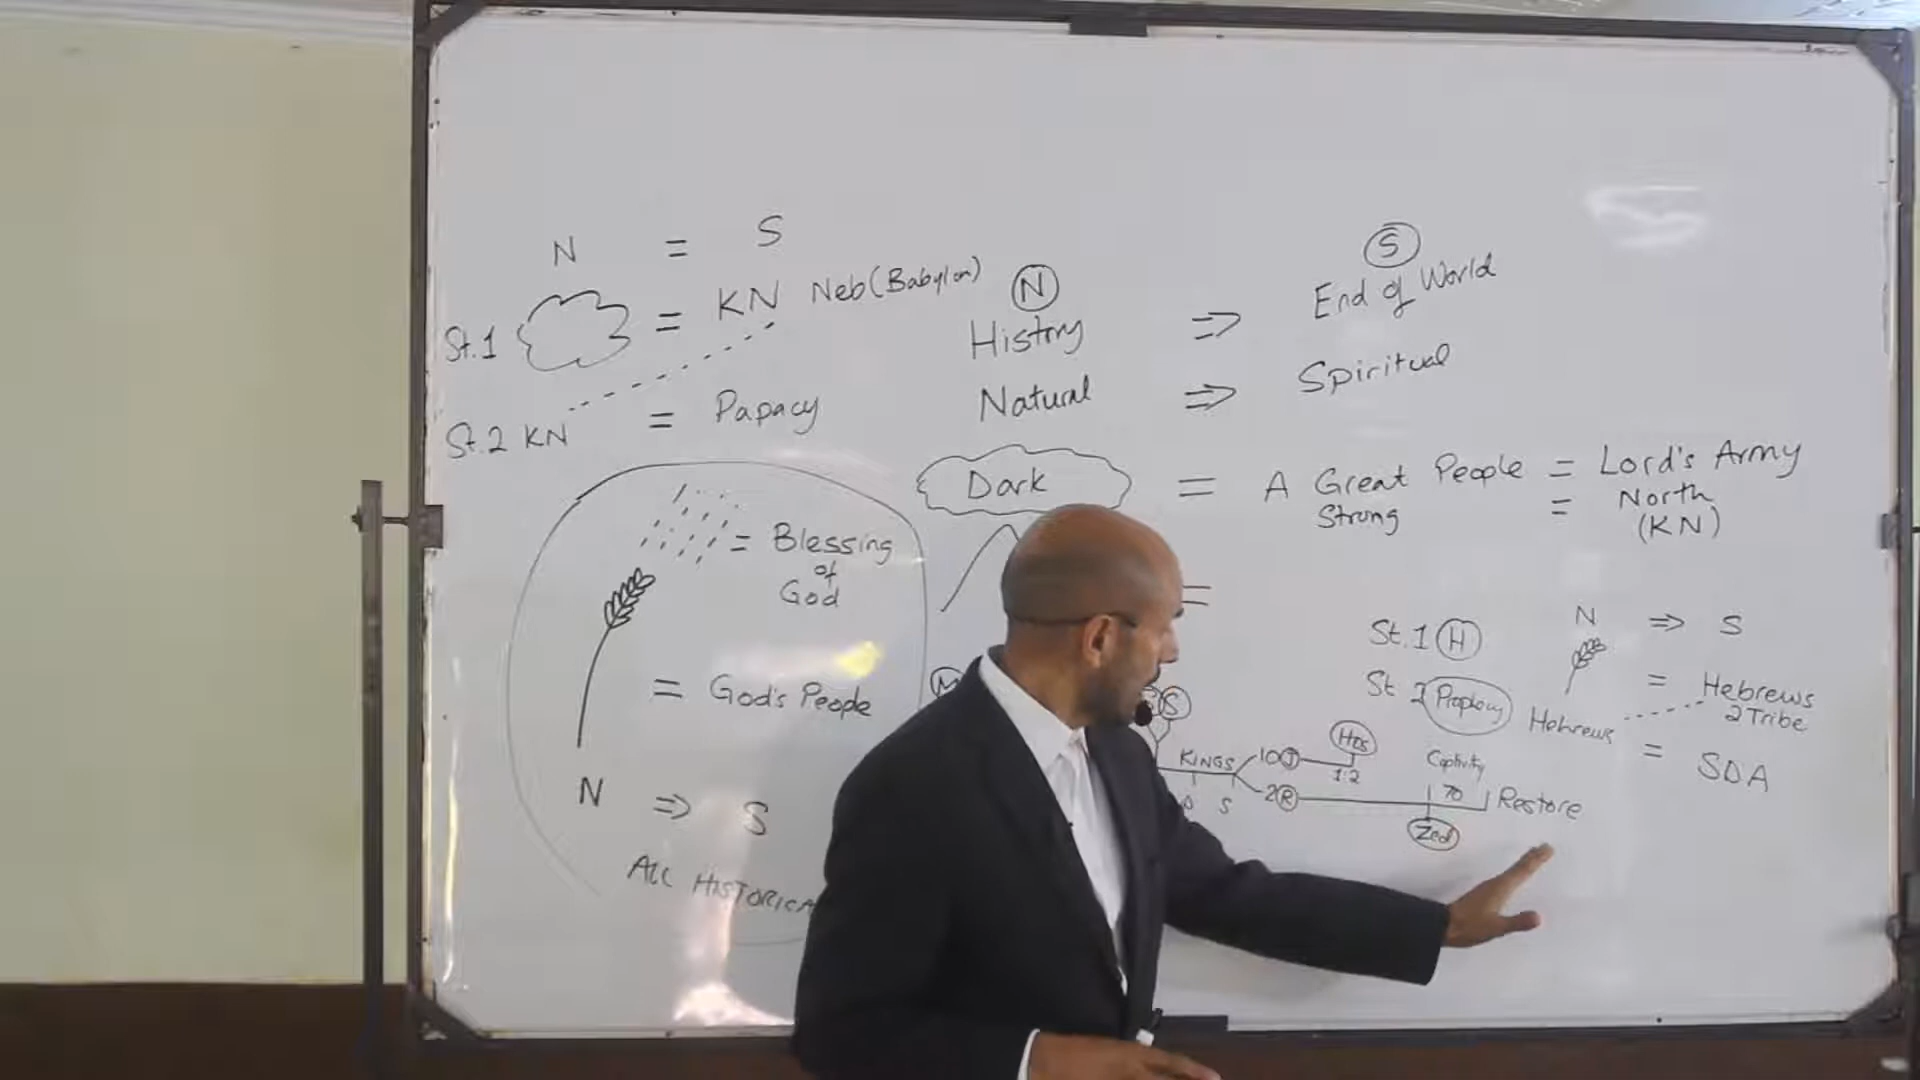 N = S
St.1 = KN Neb(Babylon)
St.2 KN = Papacy
N S
History ⇒ End of World
Natural ⇒ Spiritual
Dark = A Great People = Lord's Army
Strong = North
(KN)
=
= Blessing
of
God
= God's People
N ⇒ S
ALL HISTORICA
St.1 H N ⇒ S
= Hebrews
2 Tribe
St 2 Prophecy Hebrews = SDA
M
S
KINGS 10 J Hos
1:2
2 R Captivity
70 Restore
Zed
S